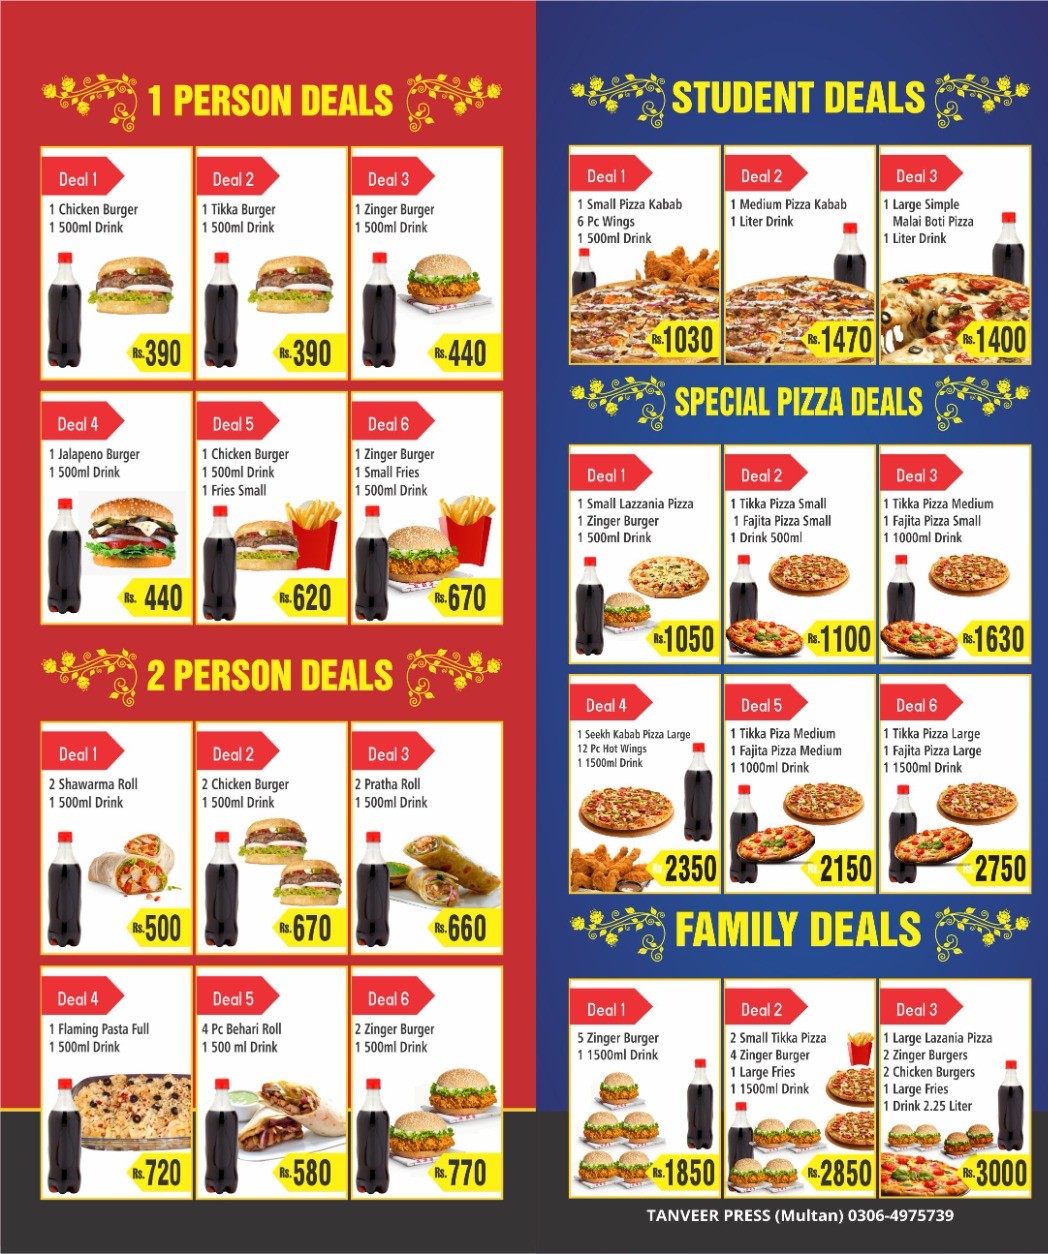 1 PERSON DEALS
Deal 1
1 Chicken Burger
1 500ml Drink
Rs.390
Deal 2
1 Tikka Burger
1 500ml Drink
Rs.390
Deal 3
1 Zinger Burger
1 500ml Drink
Rs.440
Deal 4
1 Jalapeno Burger
1 500ml Drink
Rs. 440
Deal 5
1 Chicken Burger
1 500ml Drink
1 Fries Small
Rs.620
Deal 6
1 Zinger Burger
1 Small Fries
1 500ml Drink
Rs.670
2 PERSON DEALS
Deal 1
2 Shawarma Roll
1 500ml Drink
Rs.500
Deal 2
2 Chicken Burger
1 500ml Drink
Rs.670
Deal 3
2 Pratha Roll
1 500ml Drink
Rs.660
Deal 4
1 Flaming Pasta Full
1 500ml Drink
Rs.720
Deal 5
4 Pc Behari Roll
1 500 ml Drink
Rs.580
Deal 6
2 Zinger Burger
1 500ml Drink
Rs.770
STUDENT DEALS
Deal 1
1 Small Pizza Kabab
6 Pc Wings
1 500ml Drink
Rs.1030
Deal 2
1 Medium Pizza Kabab
1 Liter Drink
Rs.1470
Deal 3
1 Large Simple
Malai Boti Pizza
1 Liter Drink
Rs.1400
SPECIAL PIZZA DEALS
Deal 1
1 Small Lazzania Pizza
1 Zinger Burger
1 500ml Drink
Rs.1050
Deal 2
1 Tikka Pizza Small
1 Fajita Pizza Small
1 Drink 500ml
Rs.1100
Deal 3
1 Tikka Pizza Medium
1 Fajita Pizza Small
1 1000ml Drink
Rs.1630
Deal 4
1 Seekh Kabab Pizza Large
12 Pc Hot Wings
1 1500ml Drink
Rs.2350
Deal 5
1 Tikka Piza Medium
1 Fajita Pizza Medium
1 1000ml Drink
Rs.2150
Deal 6
1 Tikka Pizza Large
1 Fajita Pizza Large
1 1500ml Drink
Rs.2750
FAMILY DEALS
Deal 1
5 Zinger Burger
1 1500ml Drink
Rs.1850
Deal 2
2 Small Tikka Pizza
4 Zinger Burger
1 Large Fries
1 1500ml Drink
Rs.2850
Deal 3
1 Large Lazania Pizza
2 Zinger Burgers
2 Chicken Burgers
1 Large Fries
1 Drink 2.25 Liter
Rs.3000
TANVEER PRESS (Multan) 0306-4975739